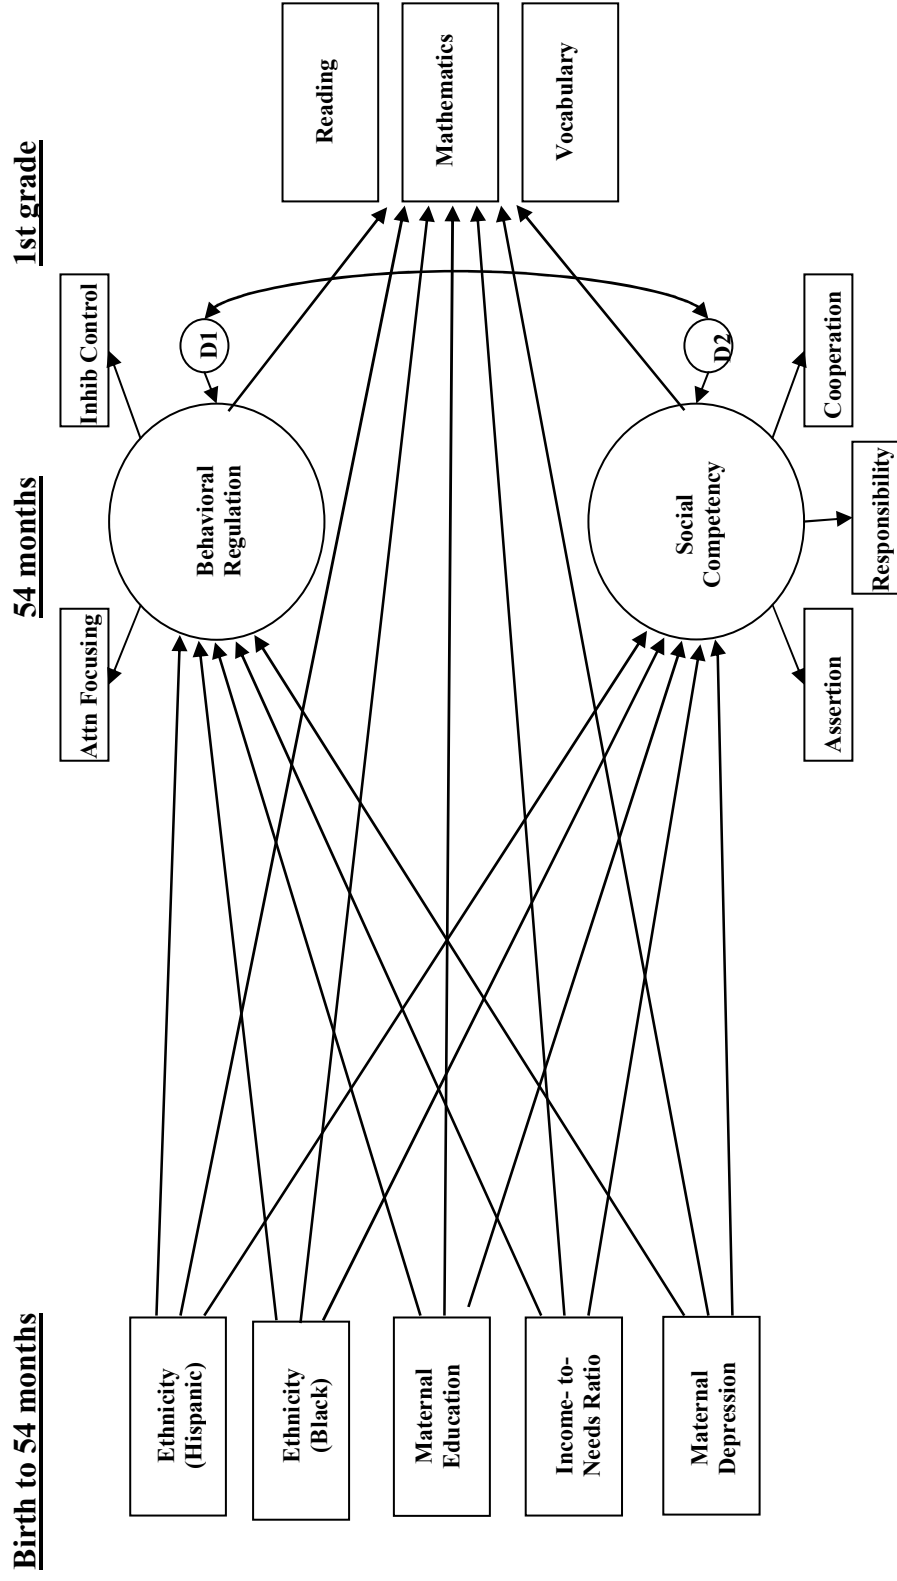 Birth to 54 months
54 months
1st grade
Ethnicity
(Hispanic)
Ethnicity
(Black)
Maternal
Education
Income- to-
Needs Ratio
Maternal
Depression
Attn Focusing
Inhib Control
Behavioral
Regulation
D1
Social
Competency
D2
Assertion
Responsibility
Cooperation
Reading
Mathematics
Vocabulary